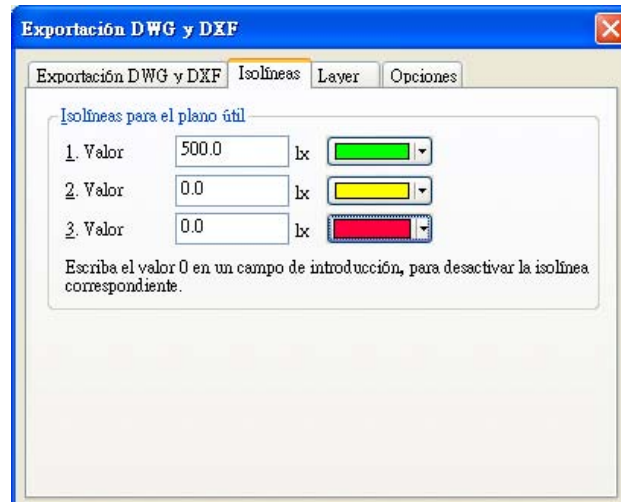 Exportación DWG y DXF
Exportación DWG y DXF Isolíneas Layer Opciones
Isolíneas para el plano útil
1. Valor 500.0 lx
2. Valor 0.0 lx
3. Valor 0.0 lx
Escriba el valor 0 en un campo de introducción, para desactivar la isolínea
correspondiente.